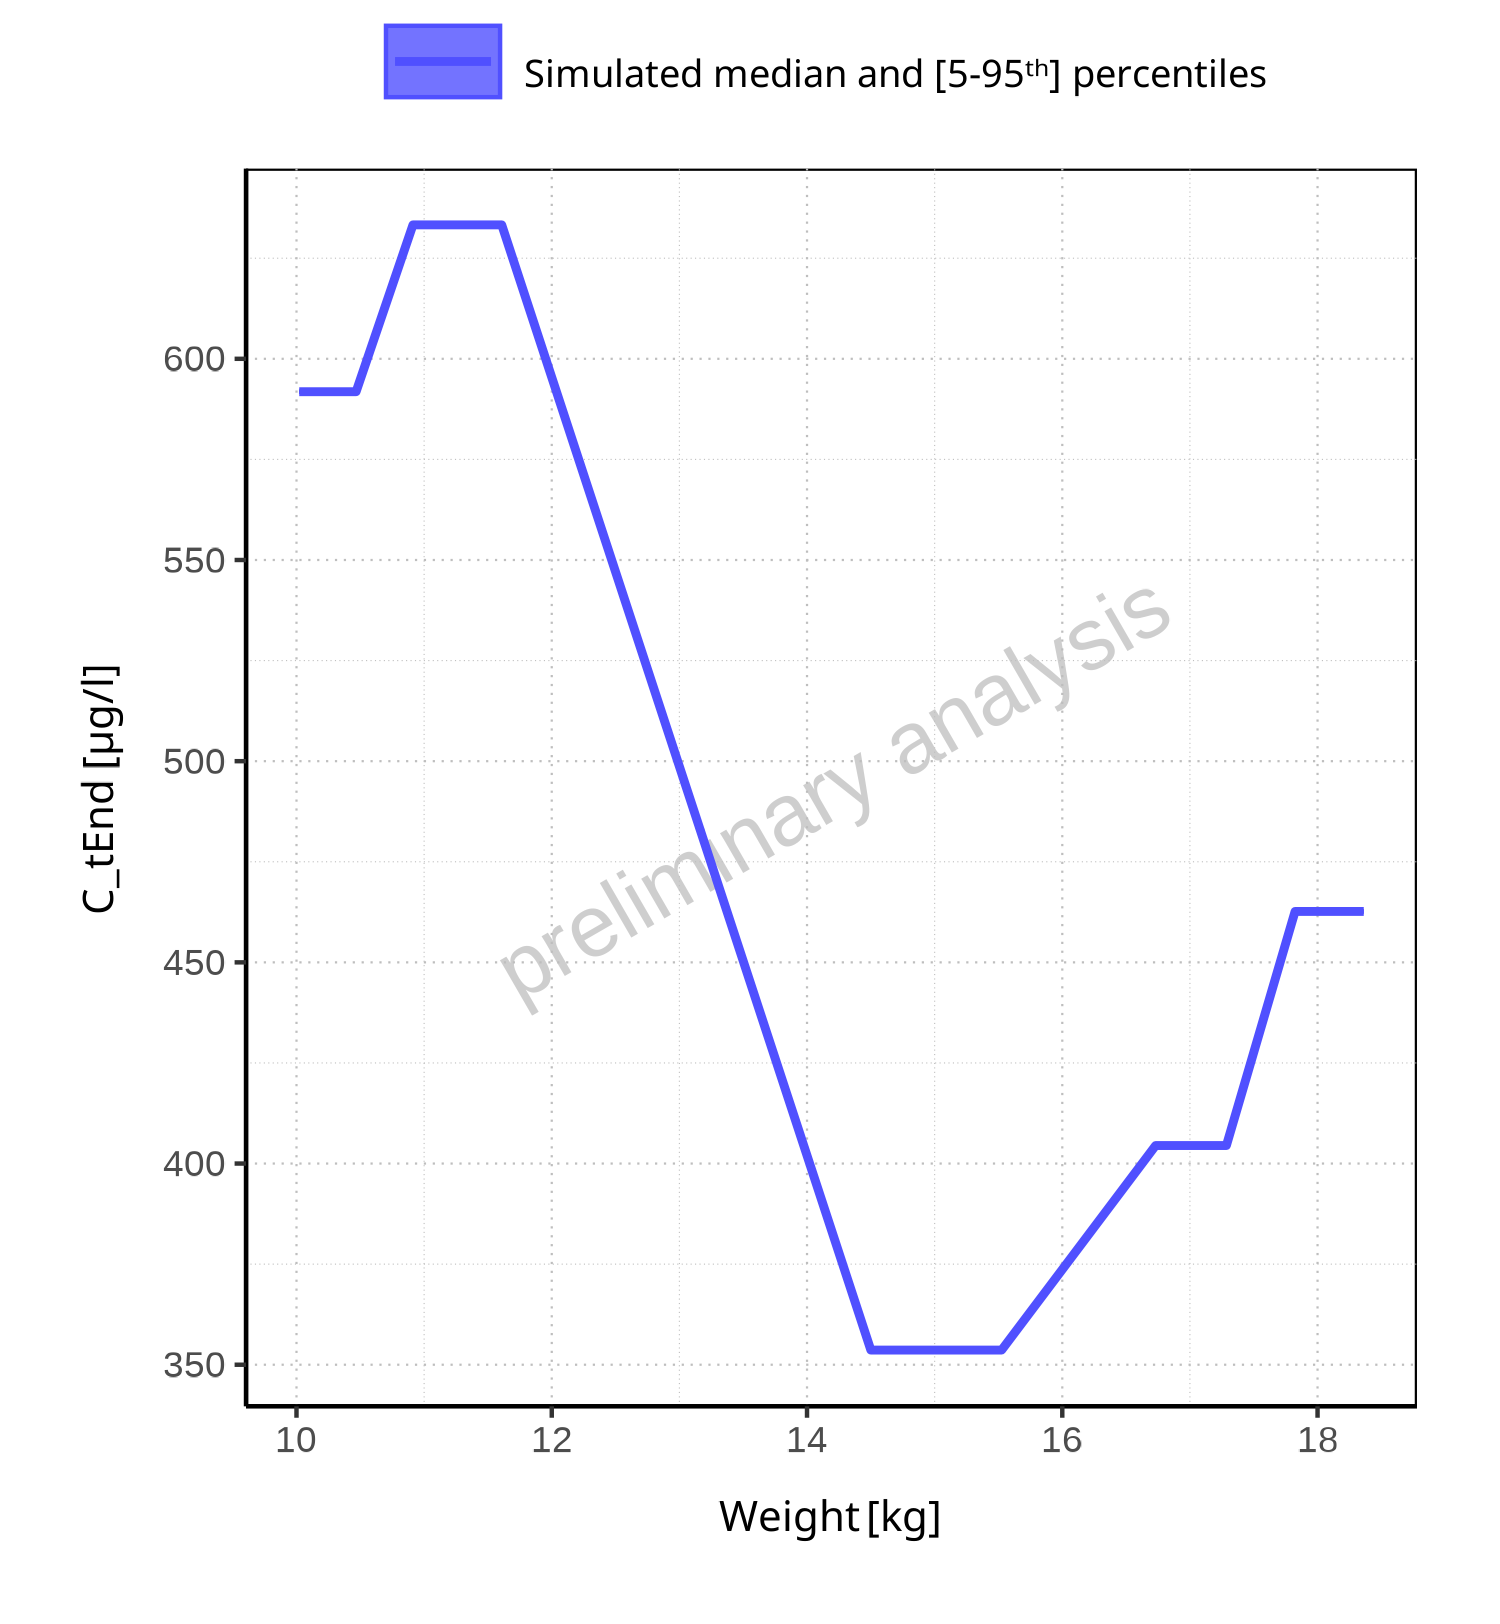 Simulated median and [5-95th] percentiles
600
550
500
450
400
350
C_tEnd [µg/l]
preliminary analysis
10 12 14 16 18
Weight [kg]